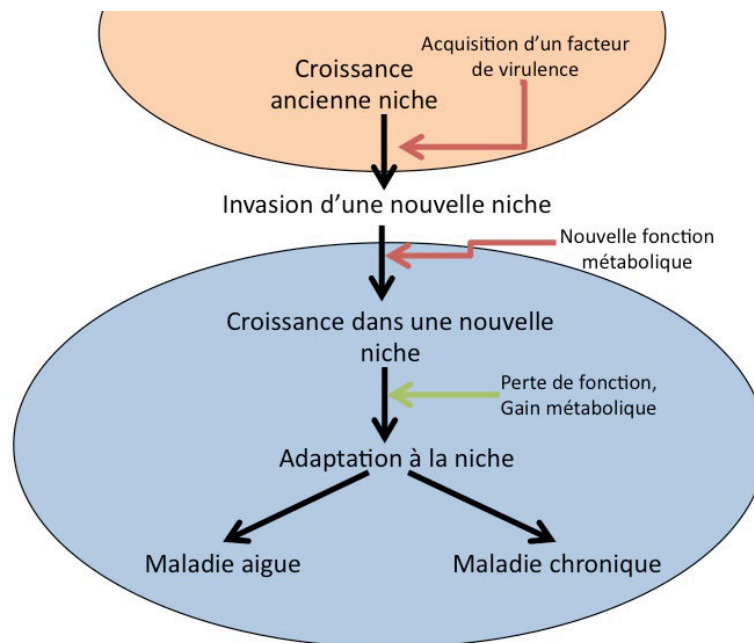 Acquisition d'un facteur
de virulence
Croissance
ancienne niche
Invasion d'une nouvelle niche
Nouvelle fonction
métabolique
Croissance dans une nouvelle
niche
Perte de fonction,
Gain métabolique
Adaptation à la niche
Maladie aigue
Maladie chronique